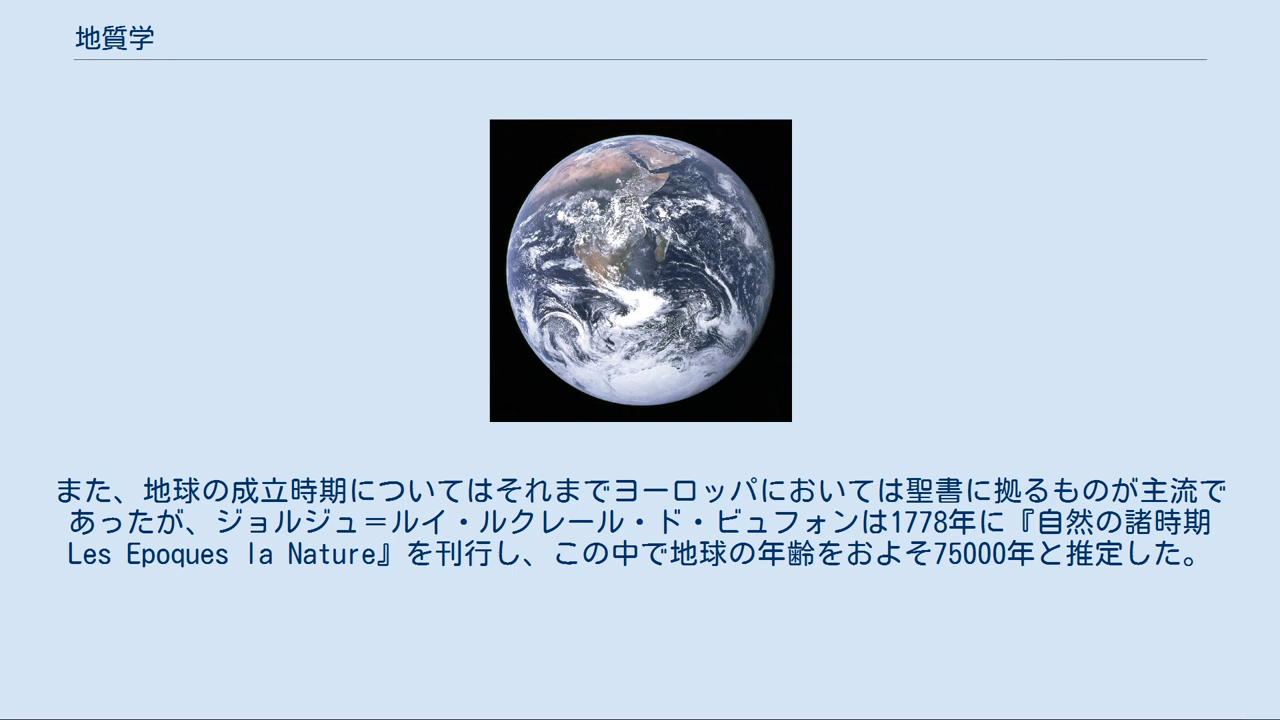 地質学
また、地球の成立時期についてはそれまでヨーロッパにおいては聖書に拠るものが主流で
あったが、ジョルジュ＝ルイ・ルクレール・ド・ビュフォンは1778年に『自然の諸時期
Les Epoques la Nature』を刊行し、この中で地球の年齢をおよそ75000年と推定した。